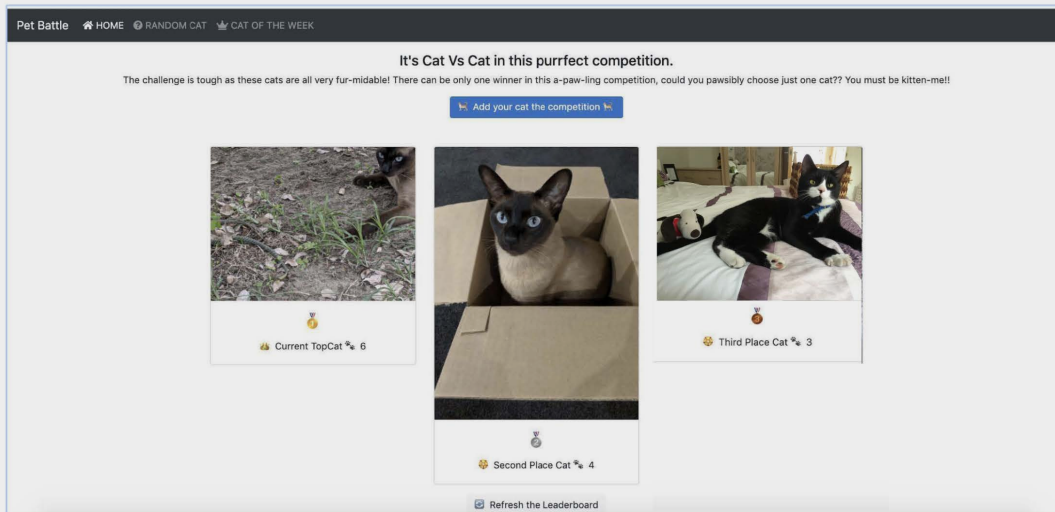 Pet Battle HOME RANDOM CAT CAT OF THE WEEK
It's Cat Vs Cat in this purrfect competition.
The challenge is tough as these cats are all very fur-midable! There can be only one winner in this a-paw-ling competition, could you pawsibly choose just one cat?? You must be kitten-me!!
Add your cat the competition
1
Current TopCat 6
2
Second Place Cat 4
3
Third Place Cat 3
Refresh the Leaderboard